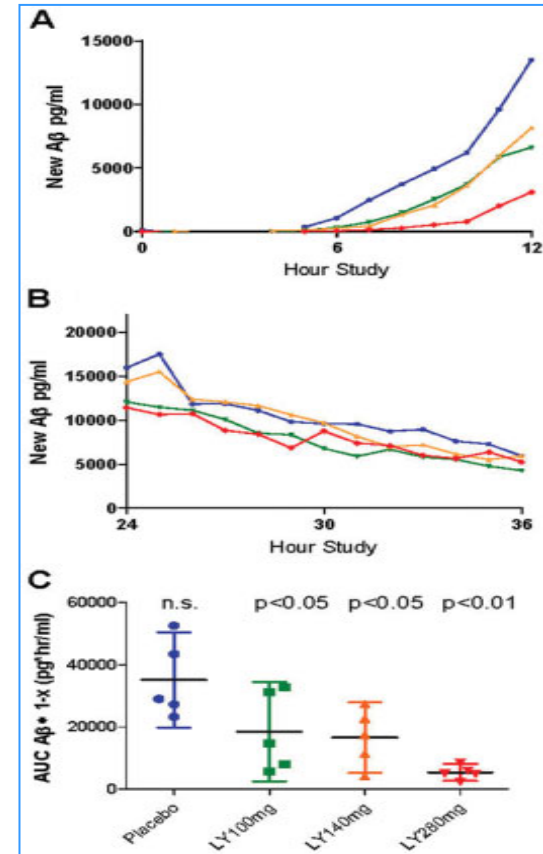 A
15000
10000
5000
0
New Aβ pg/ml
0 6 12
Hour Study
B
20000
15000
10000
5000
0
New Aβ pg/ml
24 30 36
Hour Study
C
n.s. p<0.05 p<0.05 p<0.01
60000
40000
20000
0
AUC Aβ* 1-x (pg*hr/ml)
Placebo LY100mg LY140mg LY280mg